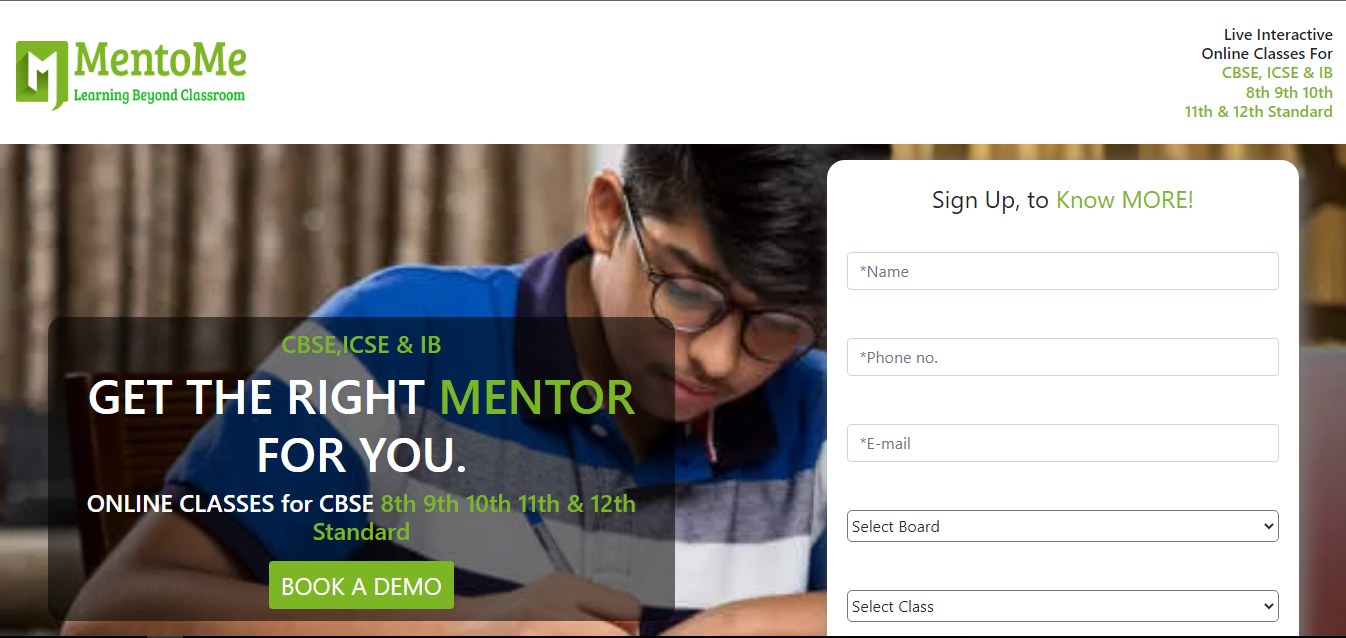 MentoMe
Learning Beyond Classroom
Live Interactive
Online Classes For
CBSE, ICSE & IB
8th 9th 10th
11th & 12th Standard
CBSE,ICSE & IB
GET THE RIGHT MENTOR
FOR YOU.
ONLINE CLASSES for CBSE 8th 9th 10th 11th & 12th
Standard
BOOK A DEMO
Sign Up, to Know MORE!
*Name
*Phone no.
*E-mail
Select Board
Select Class